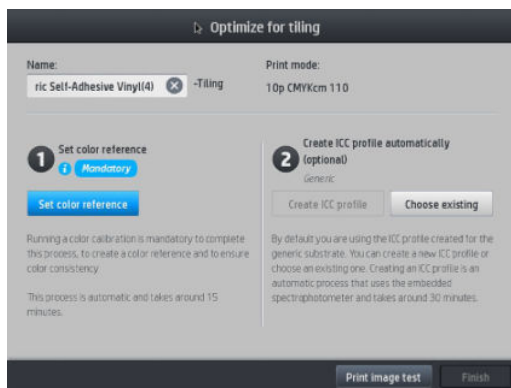 Optimize for tiling
Name:
ric Self-Adhesive Vinyl(4)
-Tiling
Print mode:
10p CMYKcm 110
1
Set color reference
i Mandatory
Set color reference
Running a color calibration is mandatory to complete
this process, to create a color reference and to ensure
color consistency
This process is automatic and takes around 15
minutes.
2
Create ICC profile automatically
(optional)
Generic
Create ICC profile
Choose existing
By default you are using the ICC profile created for the
generic substrate. You can create a new ICC profile or
choose an existing one. Creating an ICC profile is an
automatic process that uses the embedded
spectrophotometer and takes around 30 minutes.
Print image test
Finish